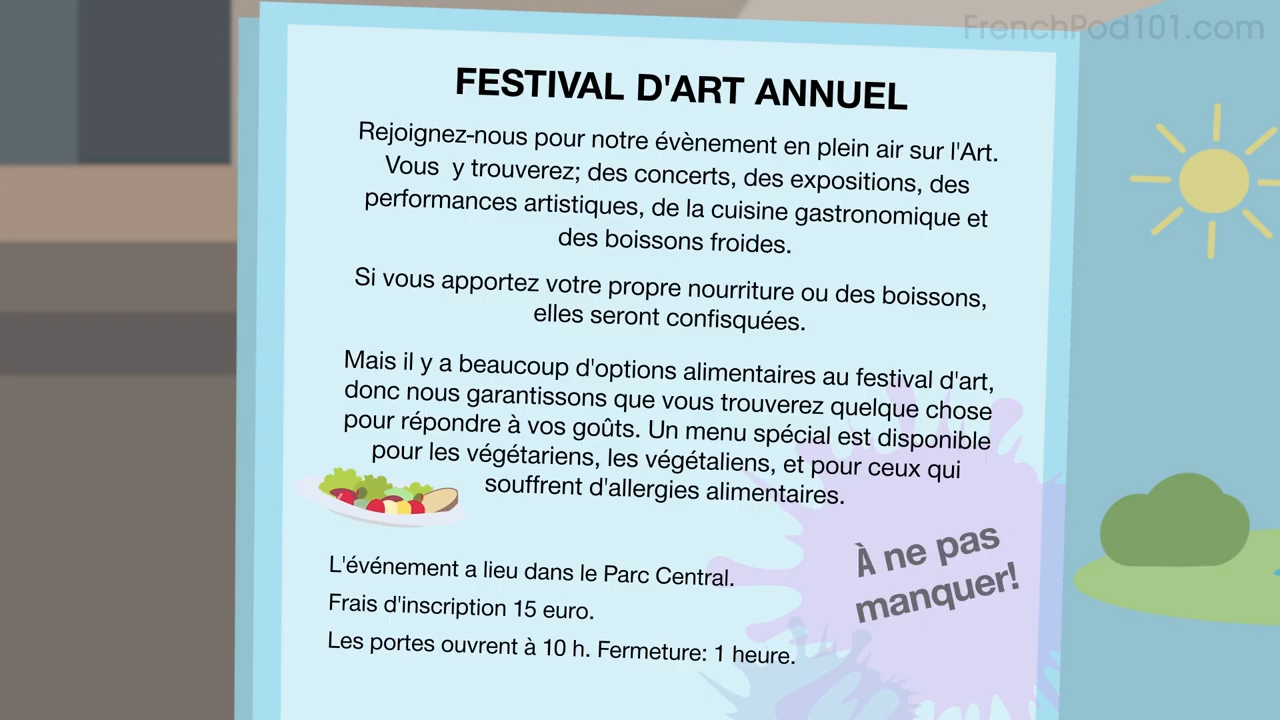 FrenchPod101.com
FESTIVAL D'ART ANNUEL
Rejoignez-nous pour notre évènement en plein air sur l'Art.
Vous  y trouverez; des concerts, des expositions, des
performances artistiques, de la cuisine gastronomique et
des boissons froides.
Si vous apportez votre propre nourriture ou des boissons,
elles seront confisquées.
Mais il y a beaucoup d'options alimentaires au festival d'art,
donc nous garantissons que vous trouverez quelque chose
pour répondre à vos goûts. Un menu spécial est disponible
pour les végétariens, les végétaliens, et pour ceux qui
souffrent d'allergies alimentaires.
À ne pas
manquer!
L'événement a lieu dans le Parc Central.
Frais d'inscription 15 euro.
Les portes ouvrent à 10 h. Fermeture: 1 heure.